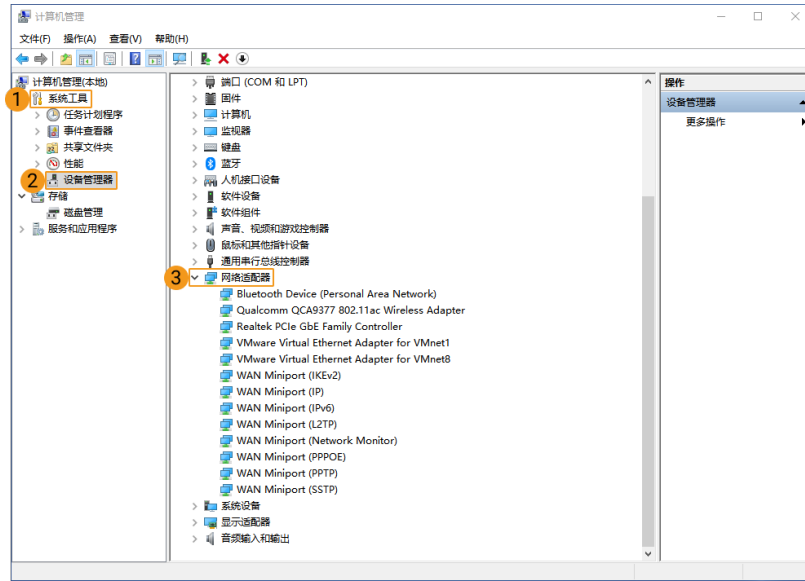 计算机管理
文件(F) 操作(A) 查看(V) 帮助(H)
计算机管理(本地)
1 系统工具
任务计划程序
事件查看器
共享文件夹
性能
2 设备管理器
存储
磁盘管理
服务和应用程序
端口 (COM 和 LPT)
固件
计算机
监视器
键盘
蓝牙
人机接口设备
软件设备
软件组件
声音、视频和游戏控制器
鼠标和其他指针设备
通用串行总线控制器
3 网络适配器
Bluetooth Device (Personal Area Network)
Qualcomm QCA9377 802.11ac Wireless Adapter
Realtek PCIe GbE Family Controller
VMware Virtual Ethernet Adapter for VMnet1
VMware Virtual Ethernet Adapter for VMnet8
WAN Miniport (IKEv2)
WAN Miniport (IP)
WAN Miniport (IPv6)
WAN Miniport (L2TP)
WAN Miniport (Network Monitor)
WAN Miniport (PPPOE)
WAN Miniport (PPTP)
WAN Miniport (SSTP)
系统设备
显示适配器
音频输入和输出
操作
设备管理器
更多操作